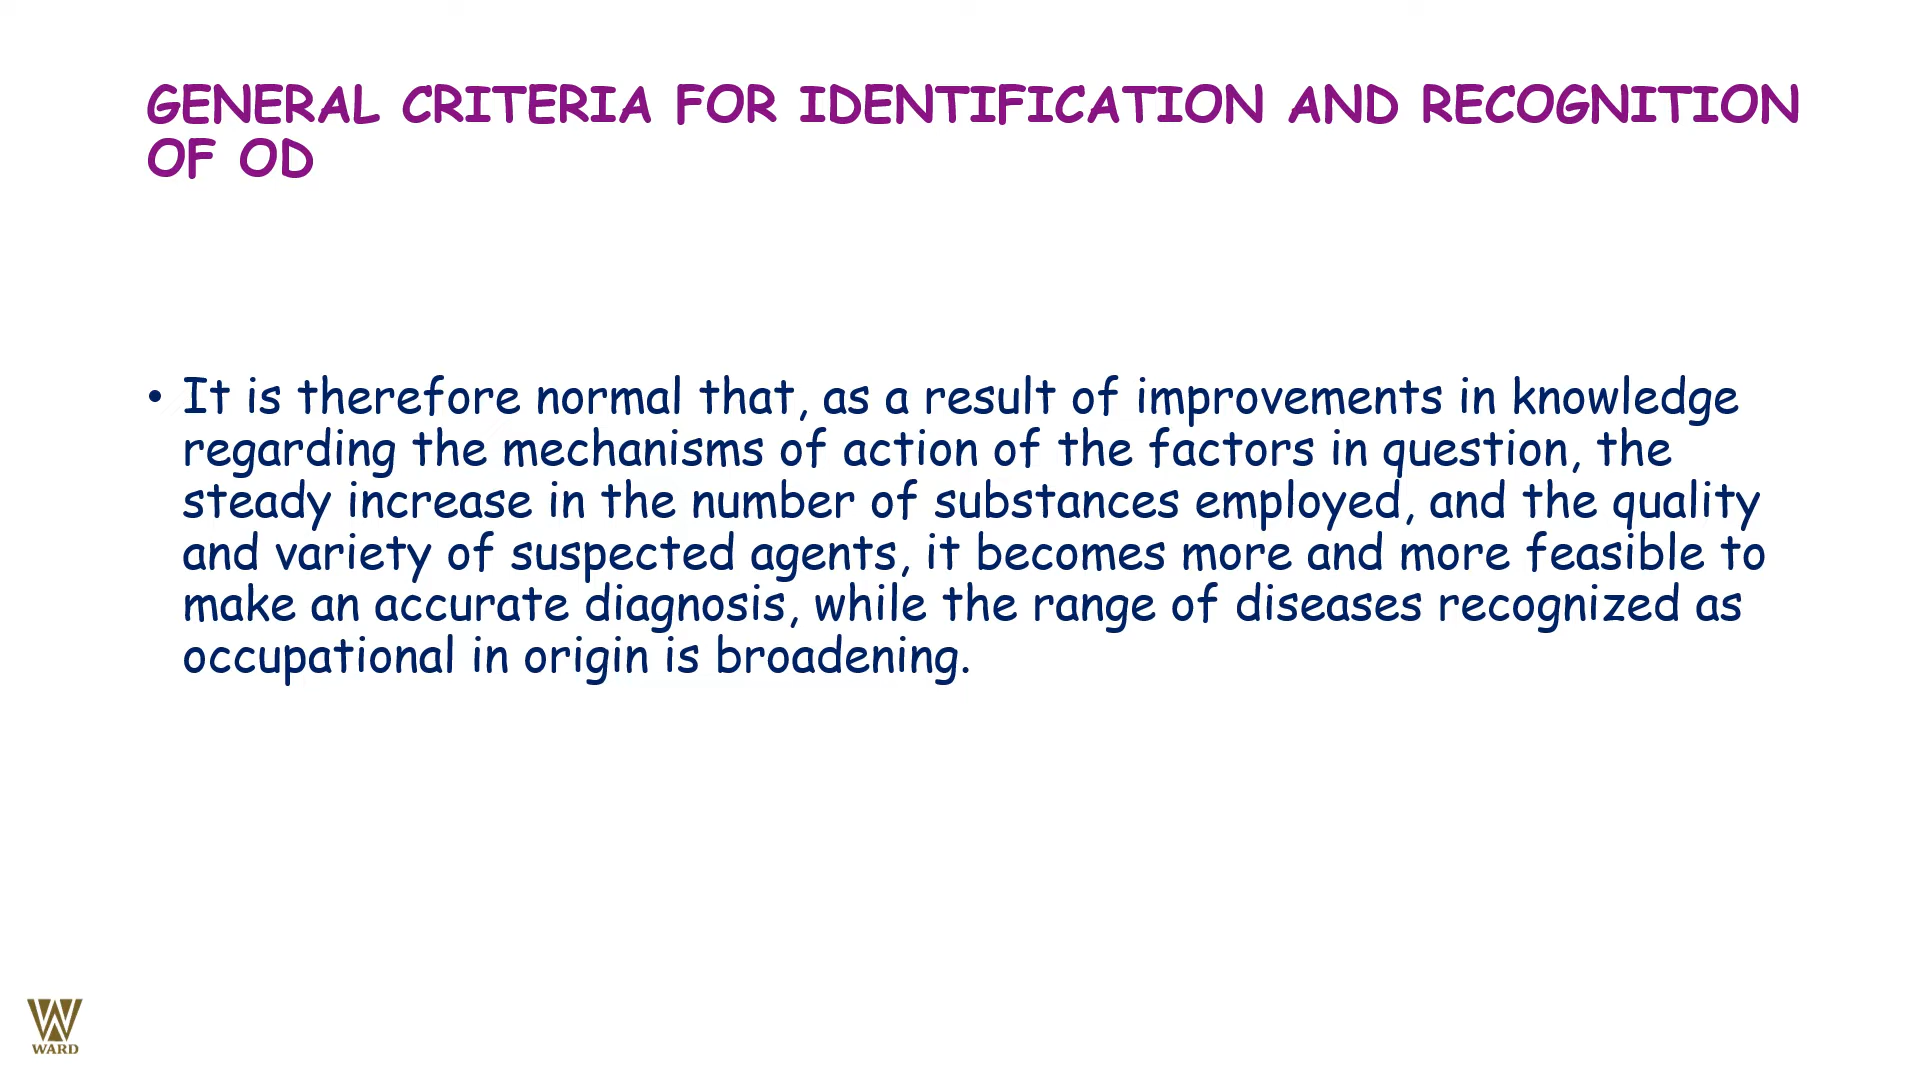 GENERAL CRITERIA FOR IDENTIFICATION AND RECOGNITION
OF OD
• It is therefore normal that, as a result of improvements in knowledge
regarding the mechanisms of action of the factors in question, the
steady increase in the number of substances employed, and the quality
and variety of suspected agents, it becomes more and more feasible to
make an accurate diagnosis, while the range of diseases recognized as
occupational in origin is broadening.
WARD